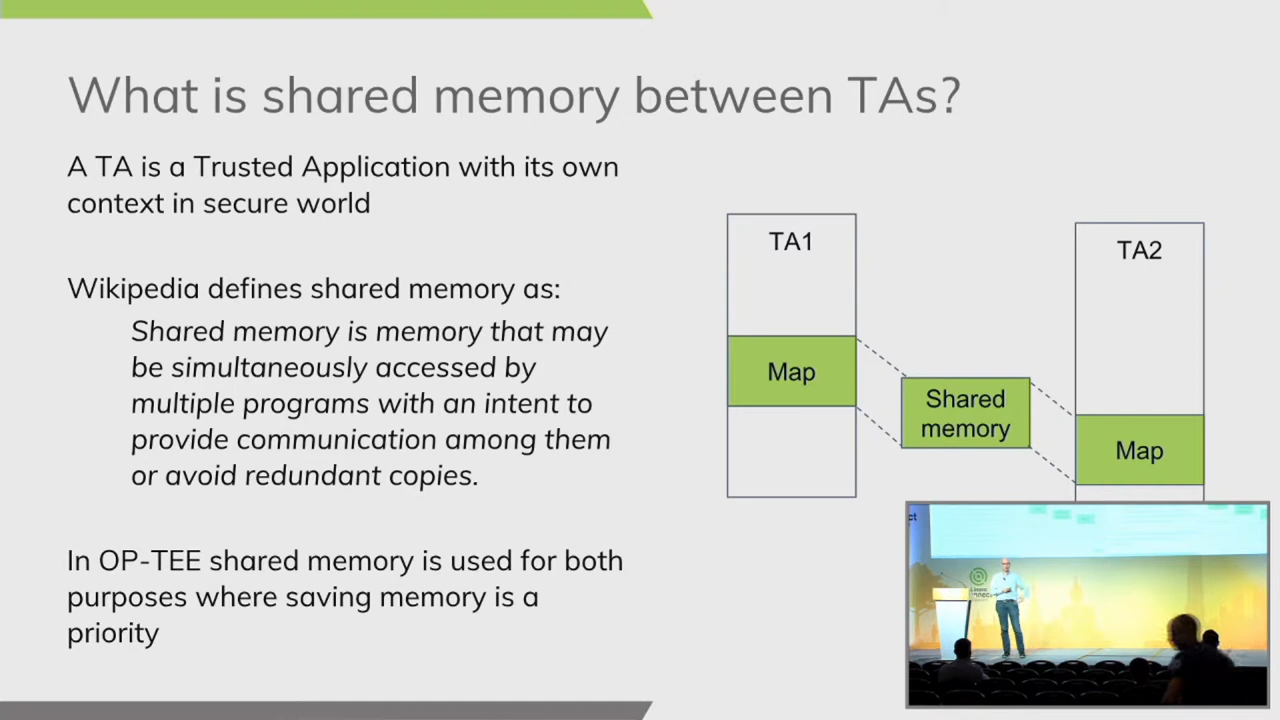 What is shared memory between TAs?
A TA is a Trusted Application with its own
context in secure world
Wikipedia defines shared memory as:
Shared memory is memory that may
be simultaneously accessed by
multiple programs with an intent to
provide communication among them
or avoid redundant copies.
In OP-TEE shared memory is used for both
purposes where saving memory is a
priority
TA1
Map
Shared
memory
TA2
Map
ct